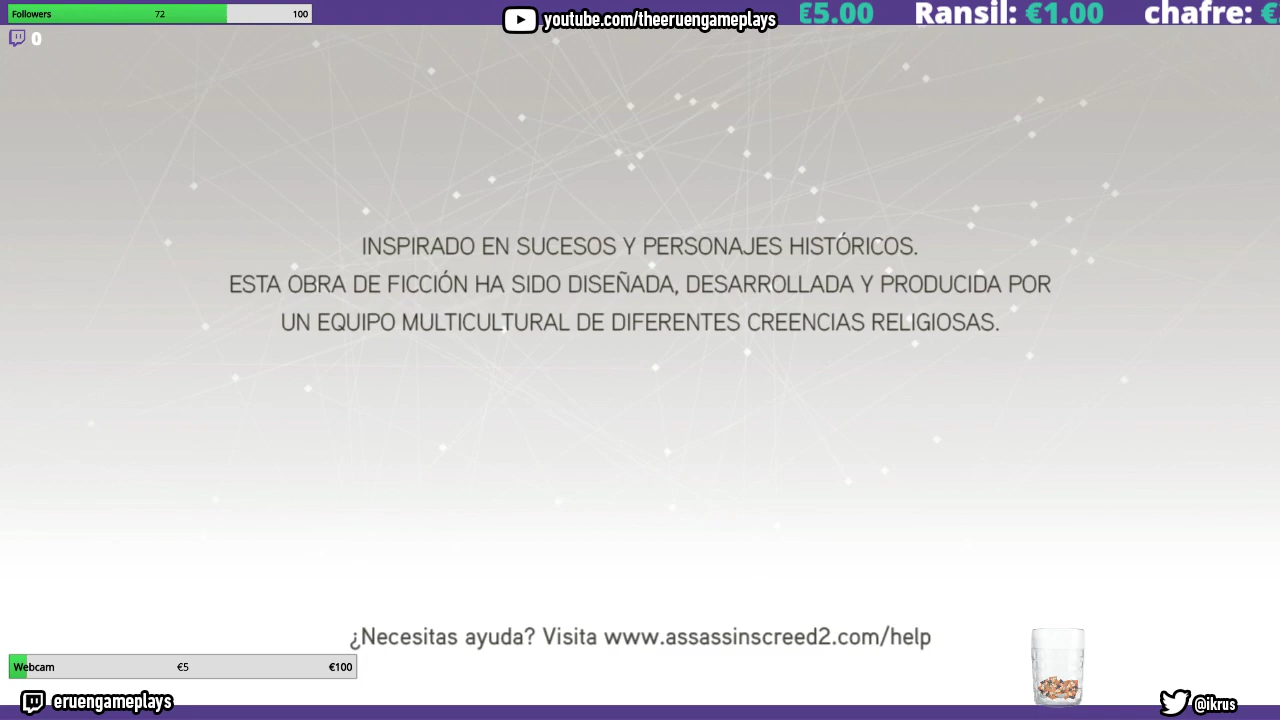 Followers 72 100
youtube.com/theeruengameplays
€5.00 Ransil: €1.00 chafre: €
0
INSPIRADO EN SUCESOS Y PERSONAJES HISTÓRICOS.
ESTA OBRA DE FICCIÓN HA SIDO DISEÑADA, DESARROLLADA Y PRODUCIDA POR
UN EQUIPO MULTICULTURAL DE DIFERENTES CREENCIAS RELIGIOSAS.
¿Necesitas ayuda? Visita www.assassinscreed2.com/help
Webcam €5 €100
eruengameplays
@ikrus